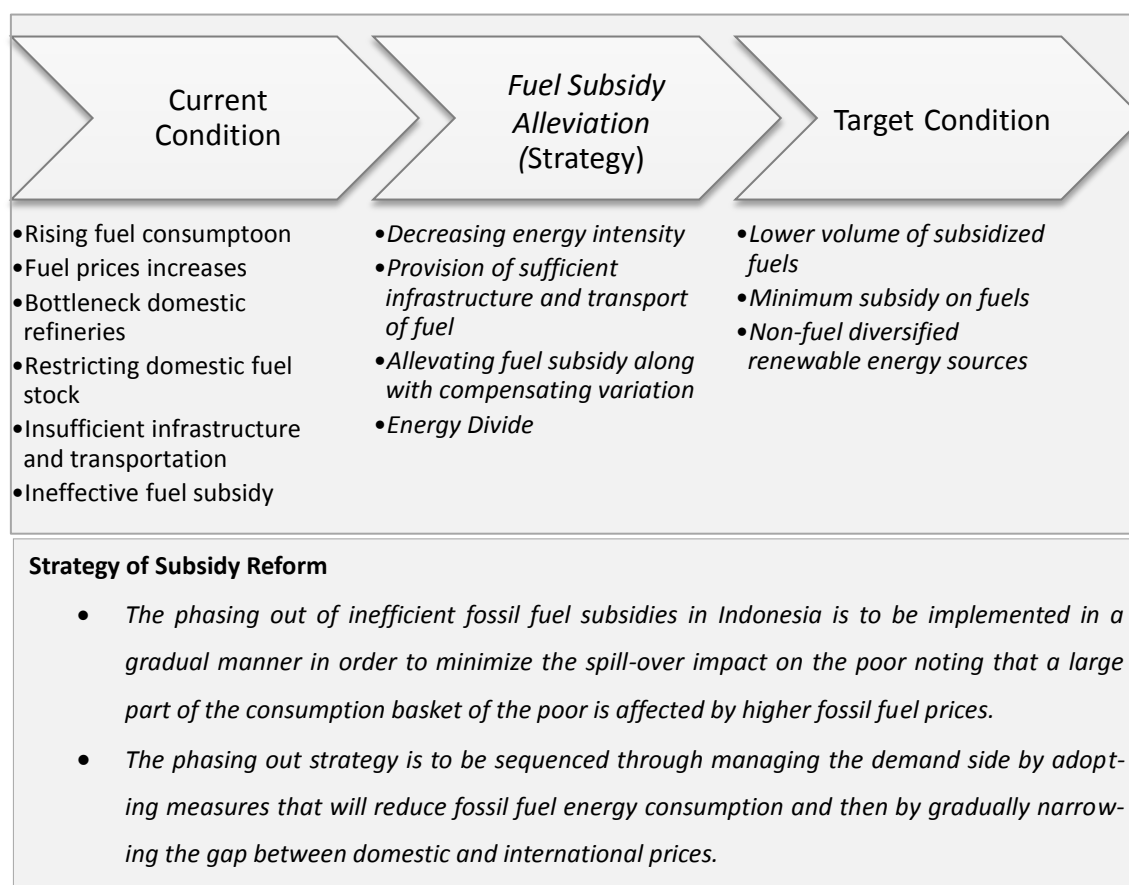 Current
Condition
Fuel Subsidy
Alleviation
(Strategy)
Target Condition
•Rising fuel consumptoon
•Fuel prices increases
•Bottleneck domestic
refineries
•Restricting domestic fuel
stock
•Insufficient infrastructure
and transportation
•Ineffective fuel subsidy
•Decreasing energy intensity
•Provision of sufficient
infrastructure and transport
of fuel
•Allevating fuel subsidy along
with compensating variation
•Energy Divide
•Lower volume of subsidized
fuels
•Minimum subsidy on fuels
•Non-fuel diversified
renewable energy sources
Strategy of Subsidy Reform
• The phasing out of inefficient fossil fuel subsidies in Indonesia is to be implemented in a
gradual manner in order to minimize the spill-over impact on the poor noting that a large
part of the consumption basket of the poor is affected by higher fossil fuel prices.
• The phasing out strategy is to be sequenced through managing the demand side by adopt-
ing measures that will reduce fossil fuel energy consumption and then by gradually narrow-
ing the gap between domestic and international prices.